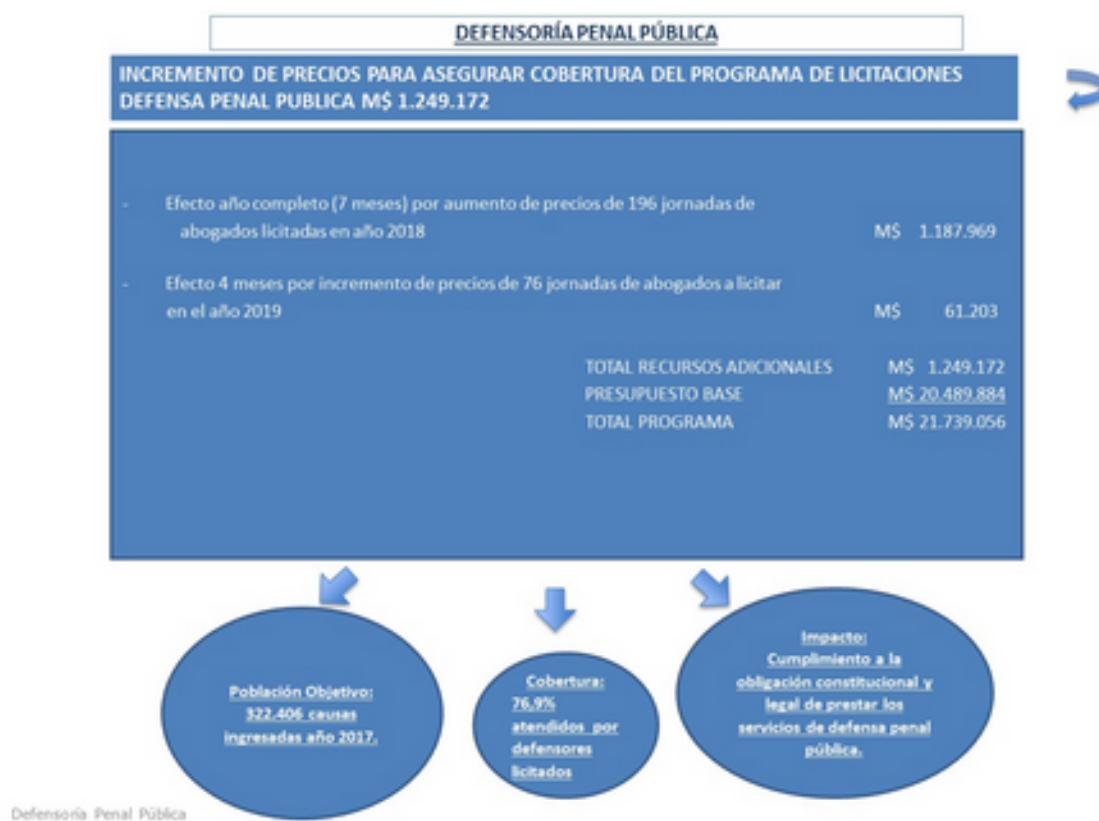 DEFENSORÍA PENAL PÚBLICA
INCREMENTO DE PRECIOS PARA ASEGURAR COBERTURA DEL PROGRAMA DE LICITACIONES
DEFENSA PENAL PUBLICA M$ 1.249.172
- Efecto año completo (7 meses) por aumento de precios de 196 jornadas de
abogados licitadas en año 2018 M$ 1.187.969
- Efecto 4 meses por incremento de precios de 76 jornadas de abogados a licitar
en el año 2019 M$ 61.203
TOTAL RECURSOS ADICIONALES M$ 1.249.172
PRESUPUESTO BASE M$ 20.489.884
TOTAL PROGRAMA M$ 21.739.056
Población Objetivo:
322.406 causas
ingresadas año 2017.
Cobertura:
76,9%
atendidos por
defensores
licitados
Impacto:
Cumplimiento a la
obligación constitucional y
legal de prestar los
servicios de defensa penal
pública.
Defensoría Penal Pública